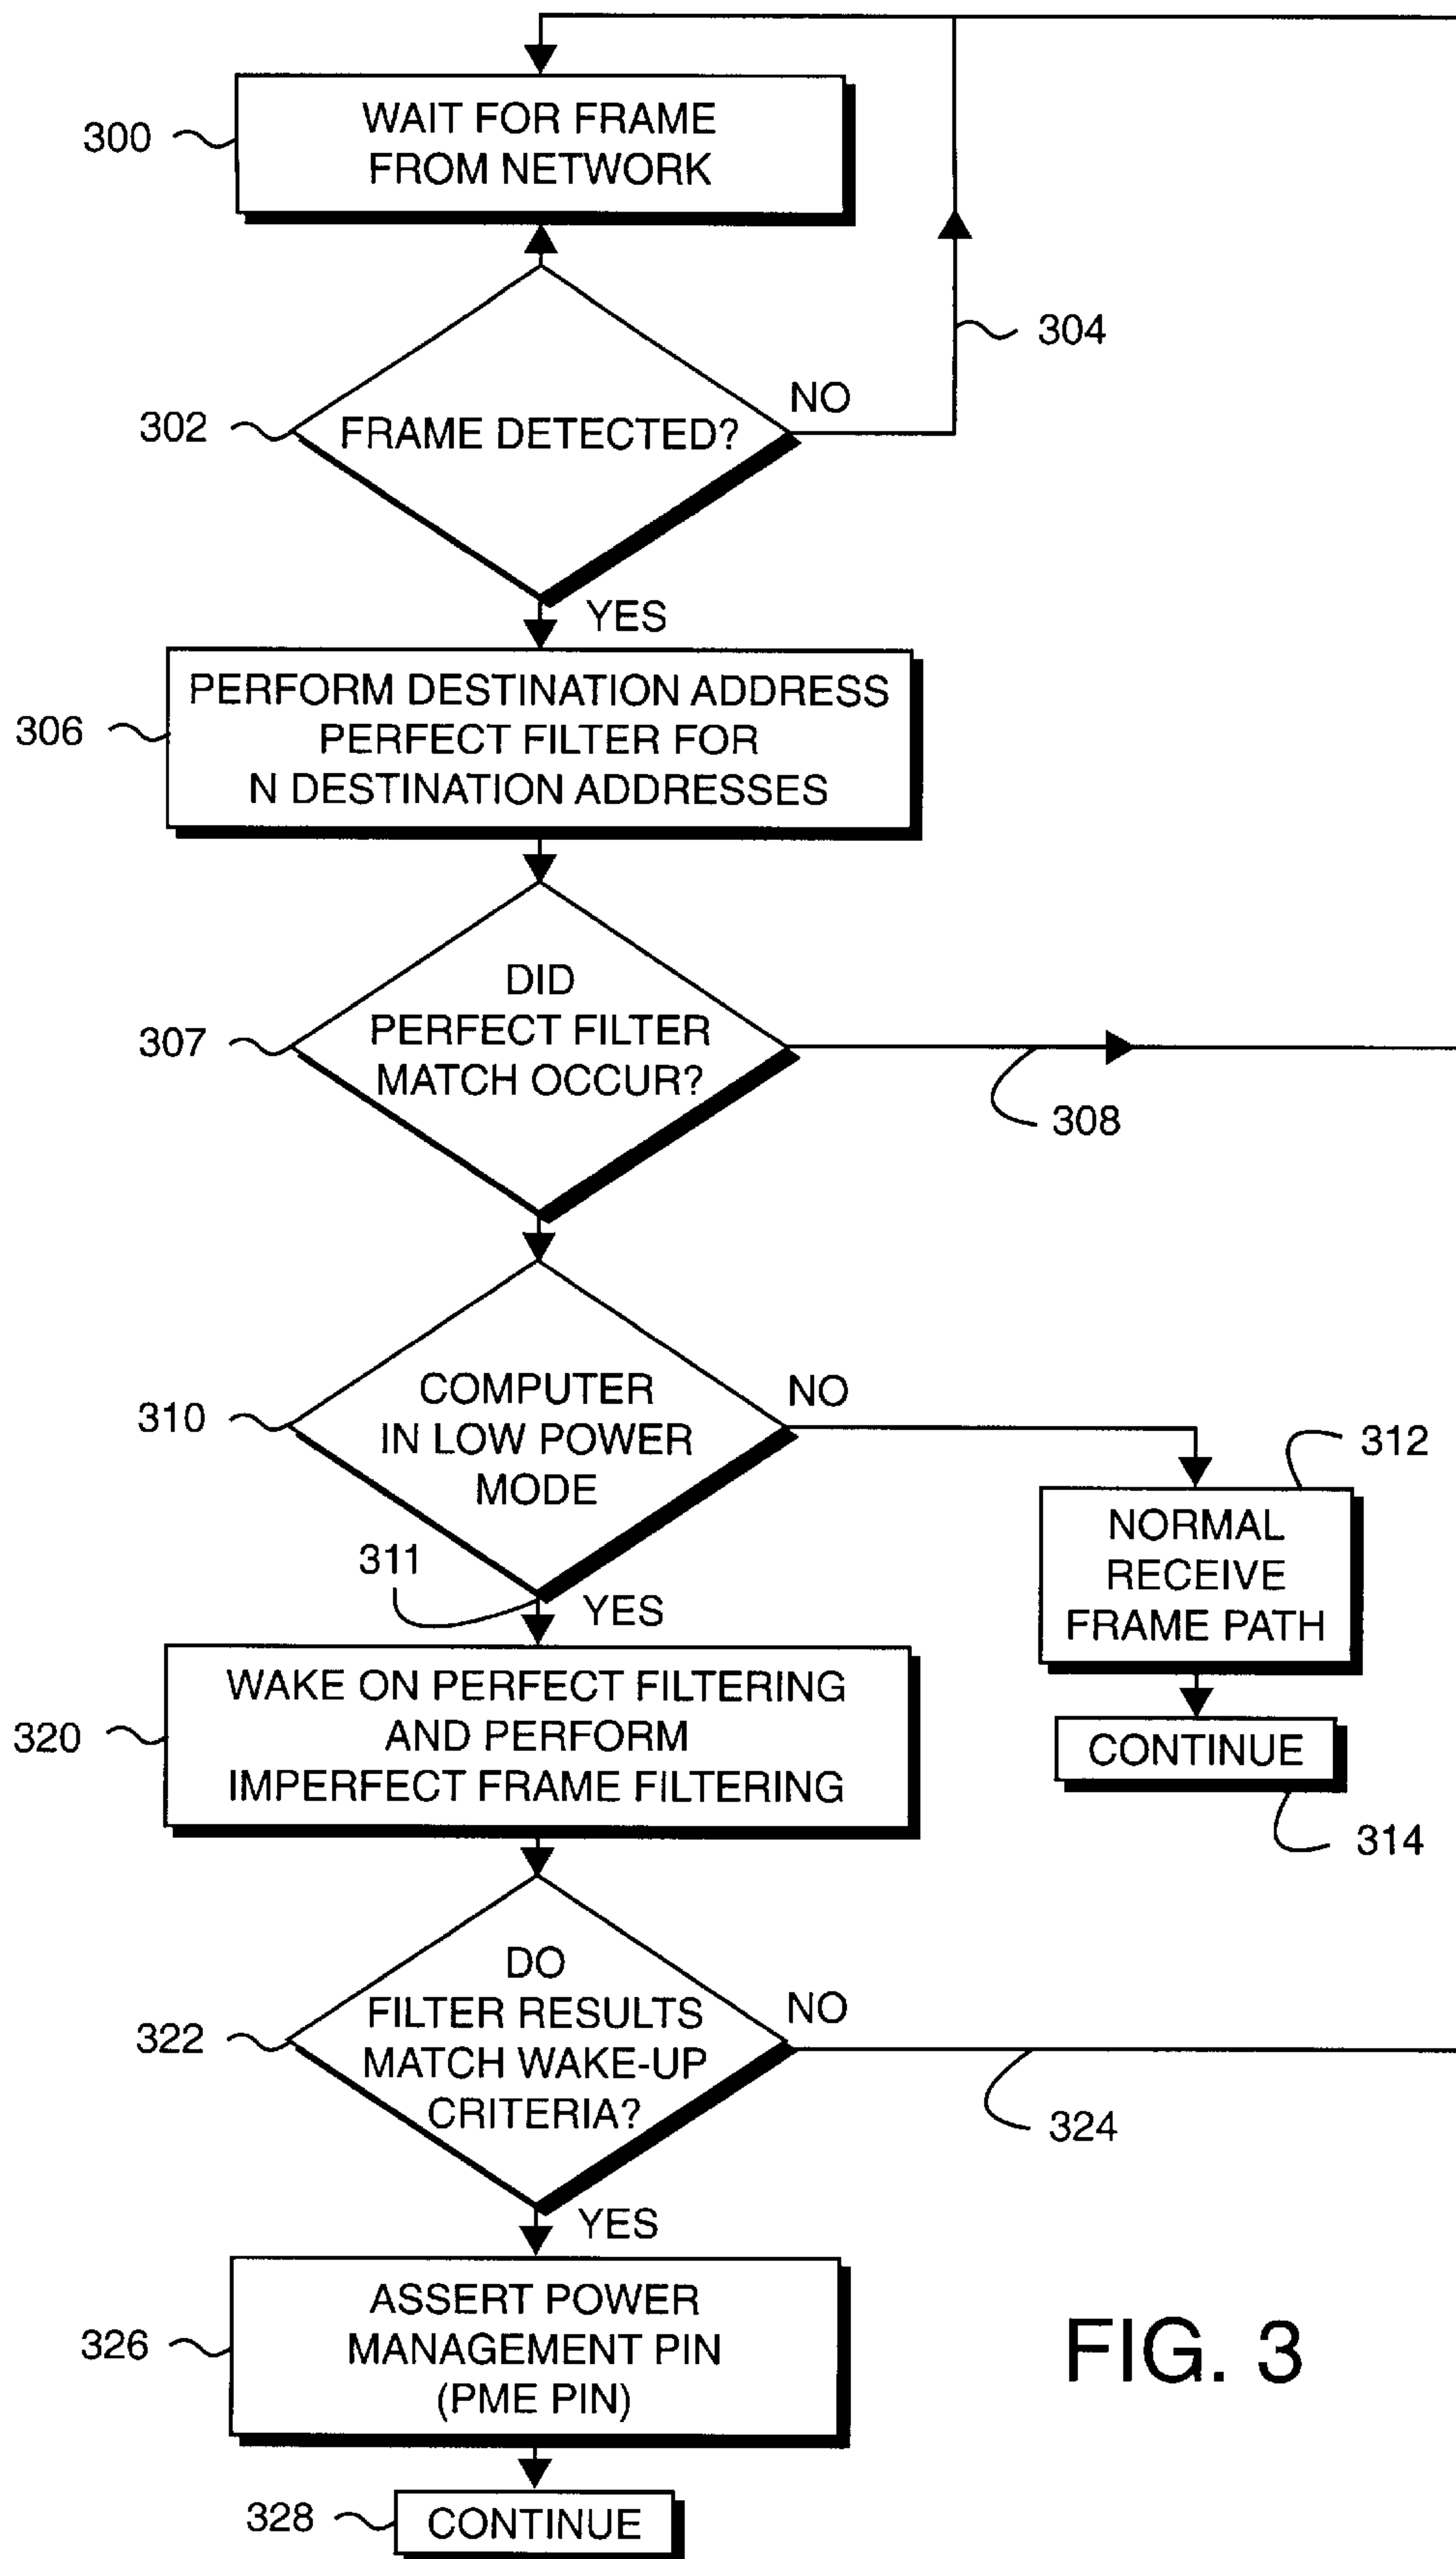 WAIT FOR FRAME
FROM NETWORK
300
304
NO
302
FRAME DETECTED?
YES
PERFORM DESTINATION ADDRESS
306
PERFECT FILTER FOR
N DESTINATION ADDRESSES
DID
307
PERFECT FILTER
MATCH OCCUR?
308
COMPUTER
NO
310
IN LOW POWER
MODE
312
NORMAL
RECEIVE
FRAME PATH
311
YES
WAKE ON PERFECT FILTERING
320
AND PERFORM
IMPERFECT FRAME FILTERING
CONTINUE
314
DO
FILTER RESULTS
NO
322
MATCH WAKE-UP
CRITERIA?
324
YES
ASSERT POWER
326
MANAGEMENT PIN
(PME PIN)
FIG. 3
328
CONTINUE